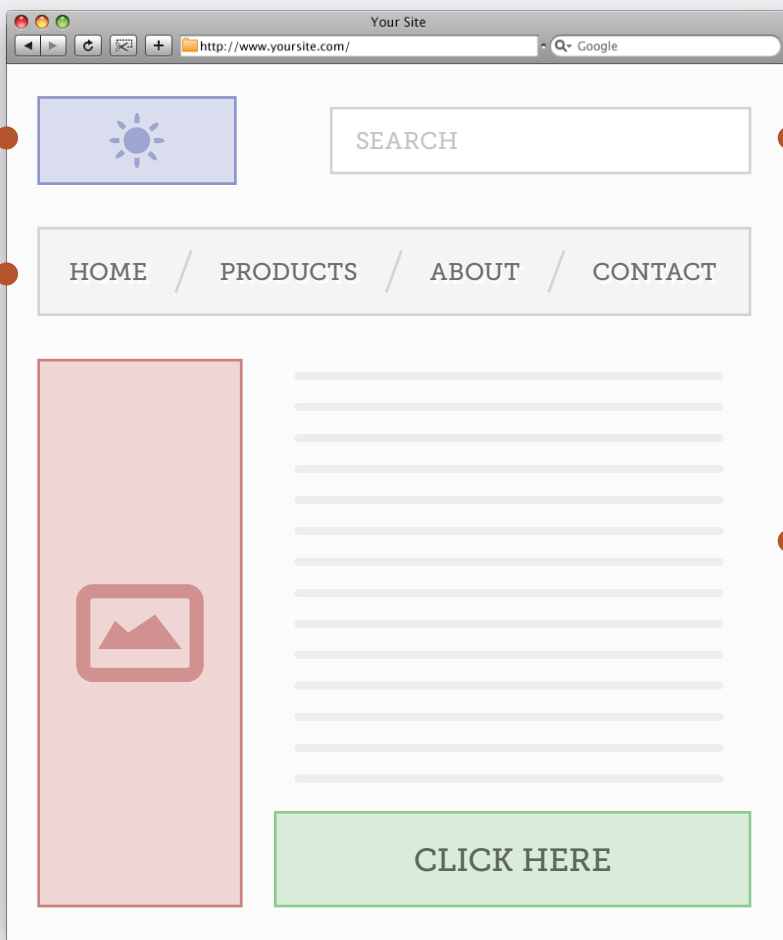 Your Site
http://www.yoursite.com/
Google
SEARCH
HOME / PRODUCTS / ABOUT / CONTACT
CLICK HERE